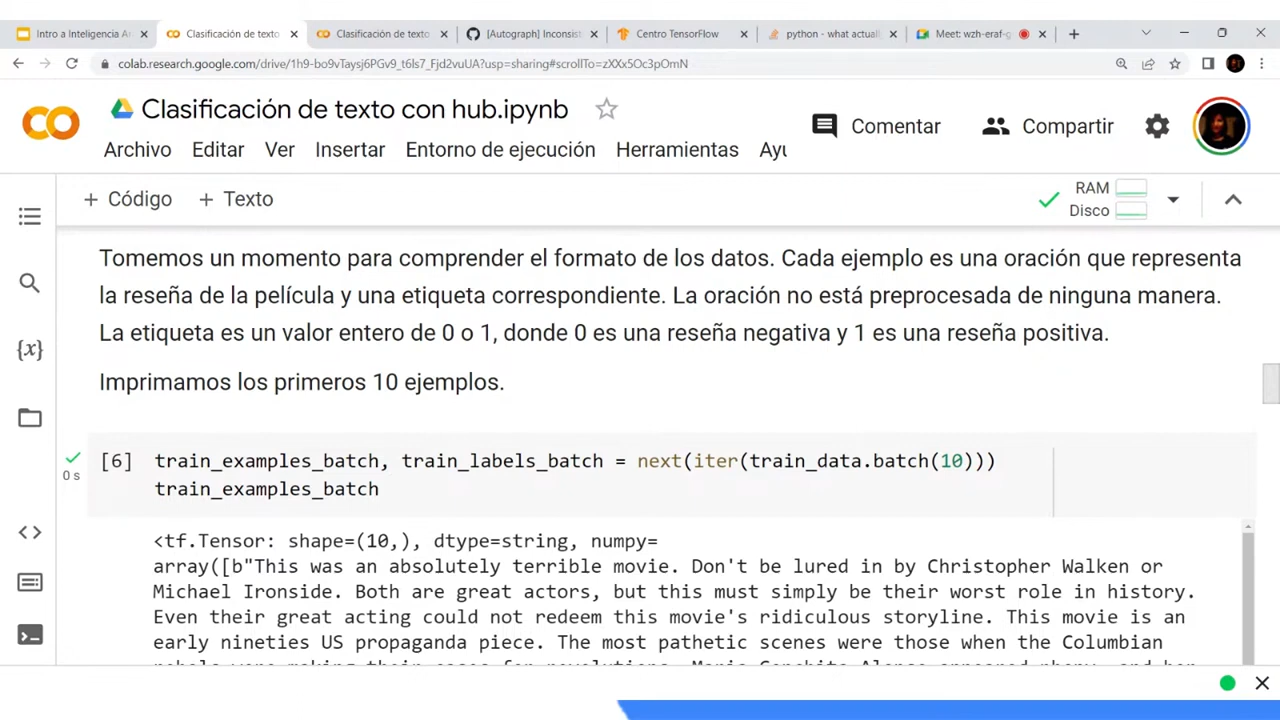 Intro a Inteligencia Ar
Clasificación de texto
Clasificación de texto
[Autograph] Inconsist
Centro TensorFlow
python - what actuall
Meet: wzh-eraf-g
colab.research.google.com/drive/1h9-bo9vTaysj6PGv9_t6ls7_Fjd2vuUA?usp=sharing#scrollTo=zXXx5Oc3pOmN
Clasificación de texto con hub.ipynb
Comentar
Compartir
Archivo Editar Ver Insertar Entorno de ejecución Herramientas Ayu
+ Código + Texto
RAM
Disco
Tomemos un momento para comprender el formato de los datos. Cada ejemplo es una oración que representa
la reseña de la película y una etiqueta correspondiente. La oración no está preprocesada de ninguna manera.
La etiqueta es un valor entero de 0 o 1, donde 0 es una reseña negativa y 1 es una reseña positiva.
Imprimamos los primeros 10 ejemplos.
{x}
0 s
[6] train_examples_batch, train_labels_batch = next(iter(train_data.batch(10)))
train_examples_batch
<tf.Tensor: shape=(10,), dtype=string, numpy=
array([b"This was an absolutely terrible movie. Don't be lured in by Christopher Walken or
Michael Ironside. Both are great actors, but this must simply be their worst role in history.
Even their great acting could not redeem this movie's ridiculous storyline. This movie is an
early nineties US propaganda piece. The most pathetic scenes were those when the Columbian